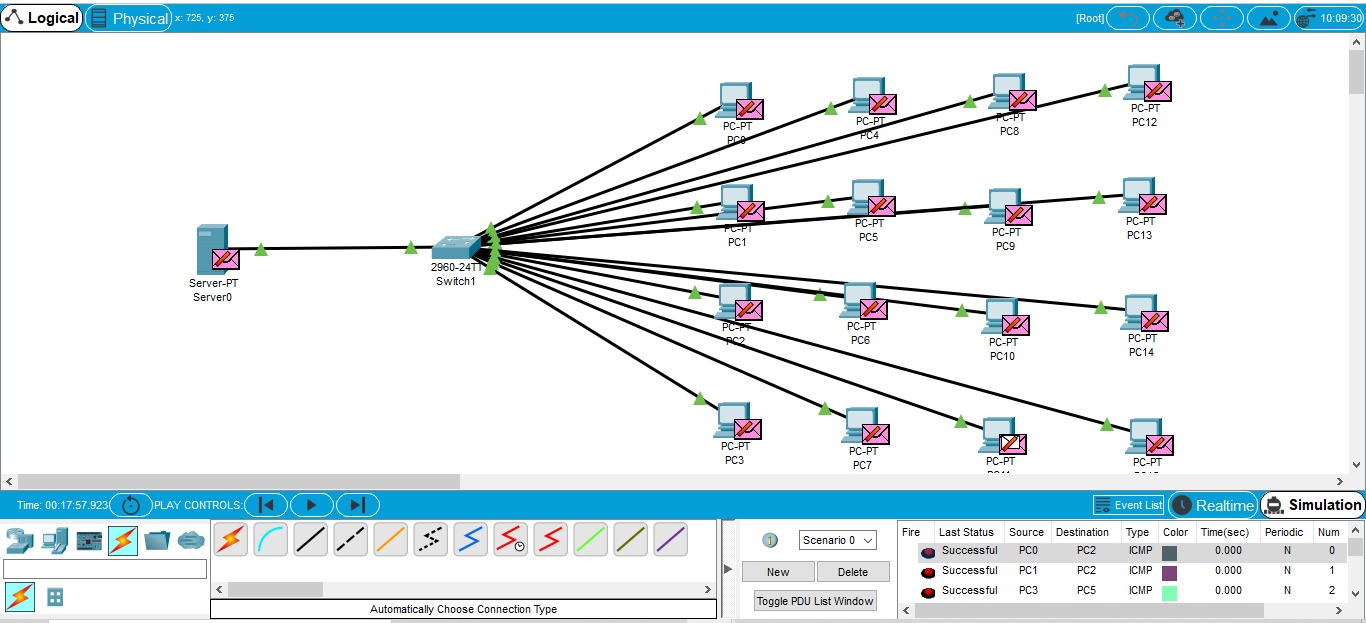 Logical
Physical
x: 725, y: 375
[Root]
10:09:30
PC-PT
PC0
PC-PT
PC4
PC-PT
PC8
PC-PT
PC12
PC-PT
PC1
PC-PT
PC5
PC-PT
PC9
PC-PT
PC13
2960-24TT
Switch1
Server-PT
Server0
PC-PT
PC2
PC-PT
PC6
PC-PT
PC10
PC-PT
PC14
PC-PT
PC3
PC-PT
PC7
PC-PT
PC-PT
Time: 00:17:57.923
PLAY CONTROLS:
Event List
Realtime
Simulation
Scenario 0
New
Delete
Toggle PDU List Window
Automatically Choose Connection Type
Fire Last Status Source Destination Type Color Time(sec) Periodic Num
Successful PC0 PC2 ICMP 0.000 N 0
Successful PC1 PC2 ICMP 0.000 N 1
Successful PC3 PC5 ICMP 0.000 N 2